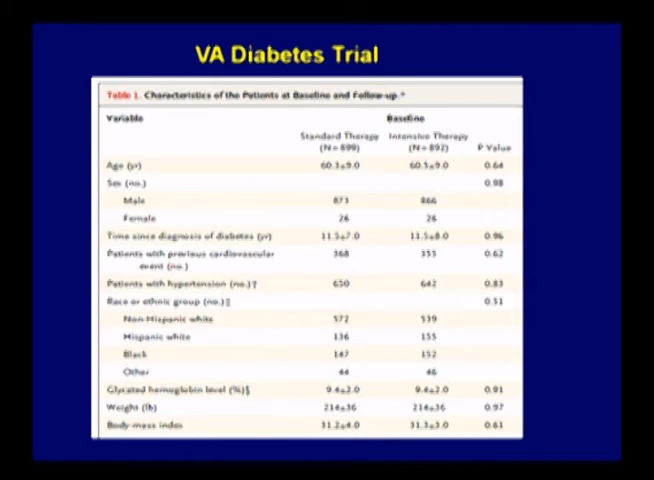 VA Diabetes Trial
Table 1. Characteristics of the Patients at Baseline and Follow-up.*
Variable Baseline
Standard Therapy (N=899) Intensive Therapy (N=892) P Value
Age (yr) 60.3±9.0 60.5±9.0 0.64
Sex (no.) 0.98
Male 873 866
Female 26 26
Time since diagnosis of diabetes (yr) 11.5±7.0 11.5±8.0 0.96
Patients with previous cardiovascular event (no.) 368 355 0.62
Patients with hypertension (no.)† 650 642 0.83
Race or ethnic group (no.)‡ 0.51
Non-Hispanic white 572 539
Hispanic white 136 155
Black 147 152
Other 44 46
Glycated hemoglobin level (%)§ 9.4±2.0 9.4±2.0 0.91
Weight (lb) 214±36 214±36 0.97
Body-mass index 31.2±4.0 31.3±3.0 0.61